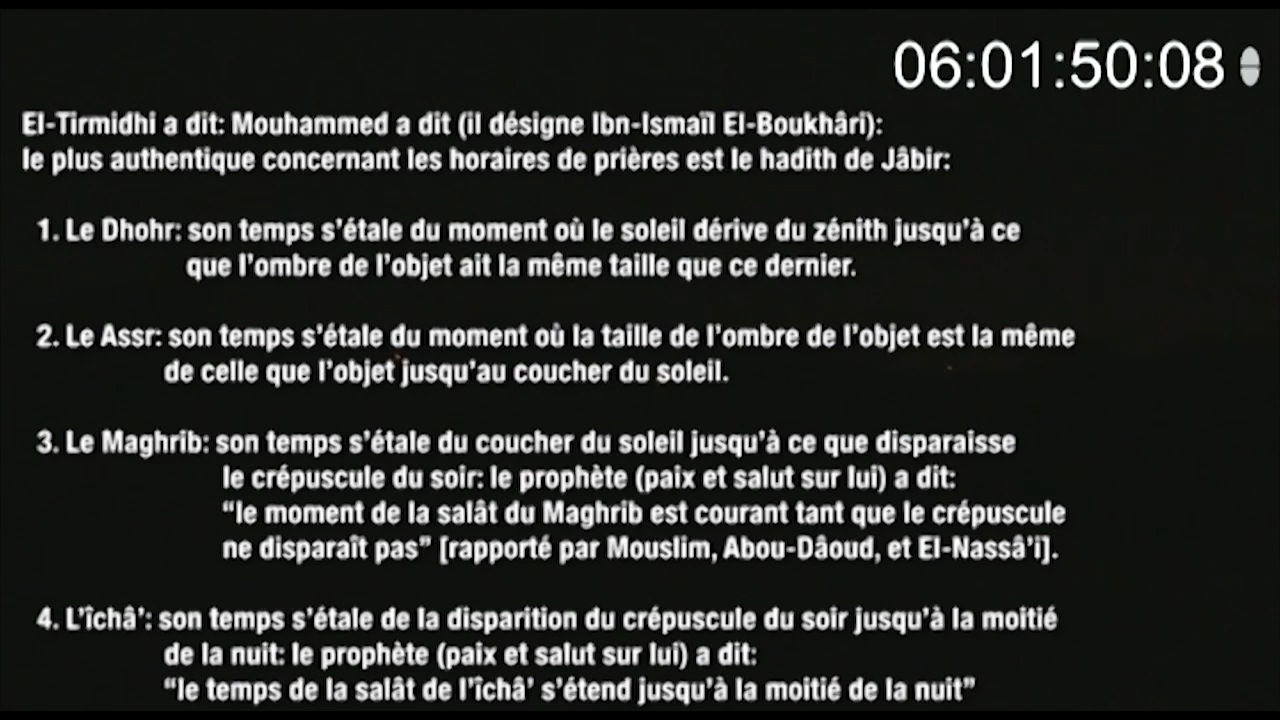 06:01:50:08
El-Tirmidhi a dit: Mouhammed a dit (il désigne Ibn-Ismaïl El-Boukhâri):
le plus authentique concernant les horaires de prières est le hadith de Jâbir:
1. Le Dhohr: son temps s'étale du moment où le soleil dérive du zénith jusqu'à ce
que l'ombre de l'objet ait la même taille que ce dernier.
2. Le Assr: son temps s'étale du moment où la taille de l'ombre de l'objet est la même
de celle que l'objet jusqu'au coucher du soleil.
3. Le Maghrib: son temps s'étale du coucher du soleil jusqu'à ce que disparaisse
le crépuscule du soir: le prophète (paix et salut sur lui) a dit:
“le moment de la salât du Maghrib est courant tant que le crépuscule
ne disparaît pas” [rapporté par Mouslim, Abou-Dâoud, et El-Nassâ'i].
4. L'îchâ': son temps s'étale de la disparition du crépuscule du soir jusqu'à la moitié
de la nuit: le prophète (paix et salut sur lui) a dit:
“le temps de la salât de l'îchâ' s'étend jusqu'à la moitié de la nuit”